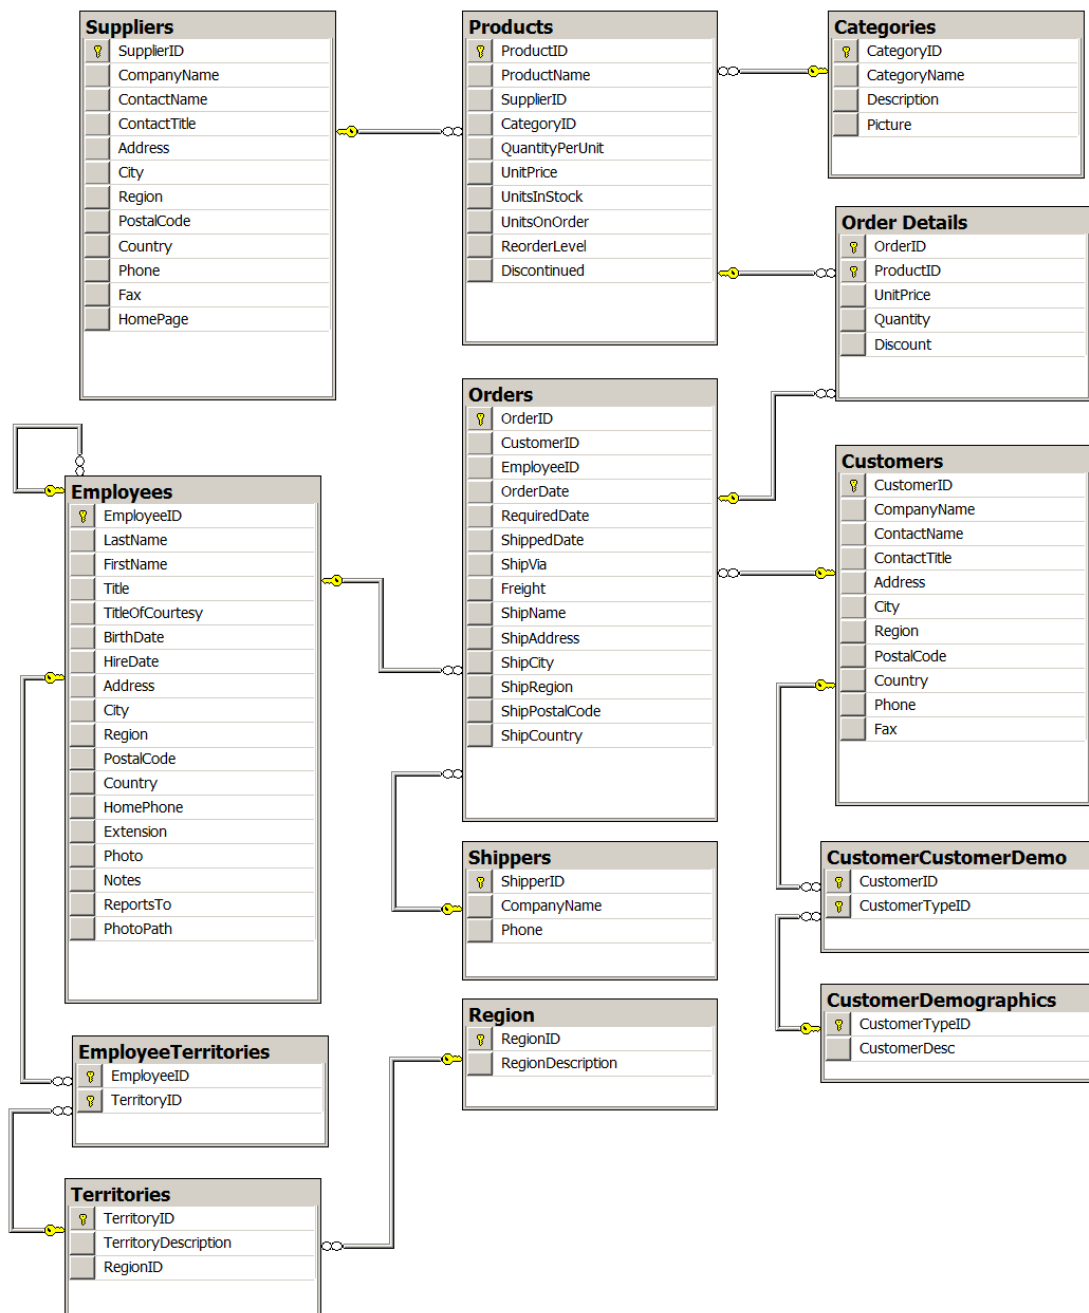 Suppliers
SupplierID
CompanyName
ContactName
ContactTitle
Address
City
Region
PostalCode
Country
Phone
Fax
HomePage
Products
ProductID
ProductName
SupplierID
CategoryID
QuantityPerUnit
UnitPrice
UnitsInStock
UnitsOnOrder
ReorderLevel
Discontinued
Categories
CategoryID
CategoryName
Description
Picture
Order Details
OrderID
ProductID
UnitPrice
Quantity
Discount
Orders
OrderID
CustomerID
EmployeeID
OrderDate
RequiredDate
ShippedDate
ShipVia
Freight
ShipName
ShipAddress
ShipCity
ShipRegion
ShipPostalCode
ShipCountry
Employees
EmployeeID
LastName
FirstName
Title
TitleOfCourtesy
BirthDate
HireDate
Address
City
Region
PostalCode
Country
HomePhone
Extension
Photo
Notes
ReportsTo
PhotoPath
Customers
CustomerID
CompanyName
ContactName
ContactTitle
Address
City
Region
PostalCode
Country
Phone
Fax
Shippers
ShipperID
CompanyName
Phone
CustomerCustomerDemo
CustomerID
CustomerTypeID
CustomerDemographics
CustomerTypeID
CustomerDesc
Region
RegionID
RegionDescription
EmployeeTerritories
EmployeeID
TerritoryID
Territories
TerritoryID
TerritoryDescription
RegionID